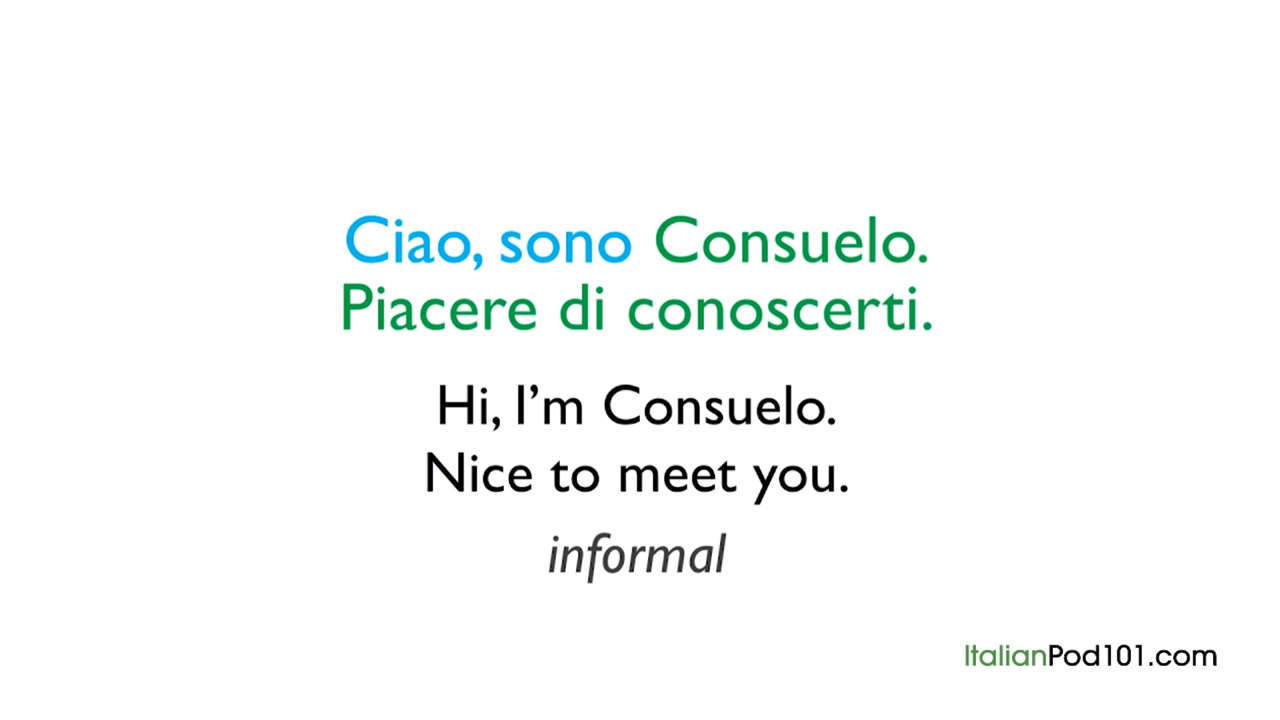 Ciao, sono Consuelo.
Piacere di conoscerti.
Hi, I’m Consuelo.
Nice to meet you.
informal
ItalianPod101.com